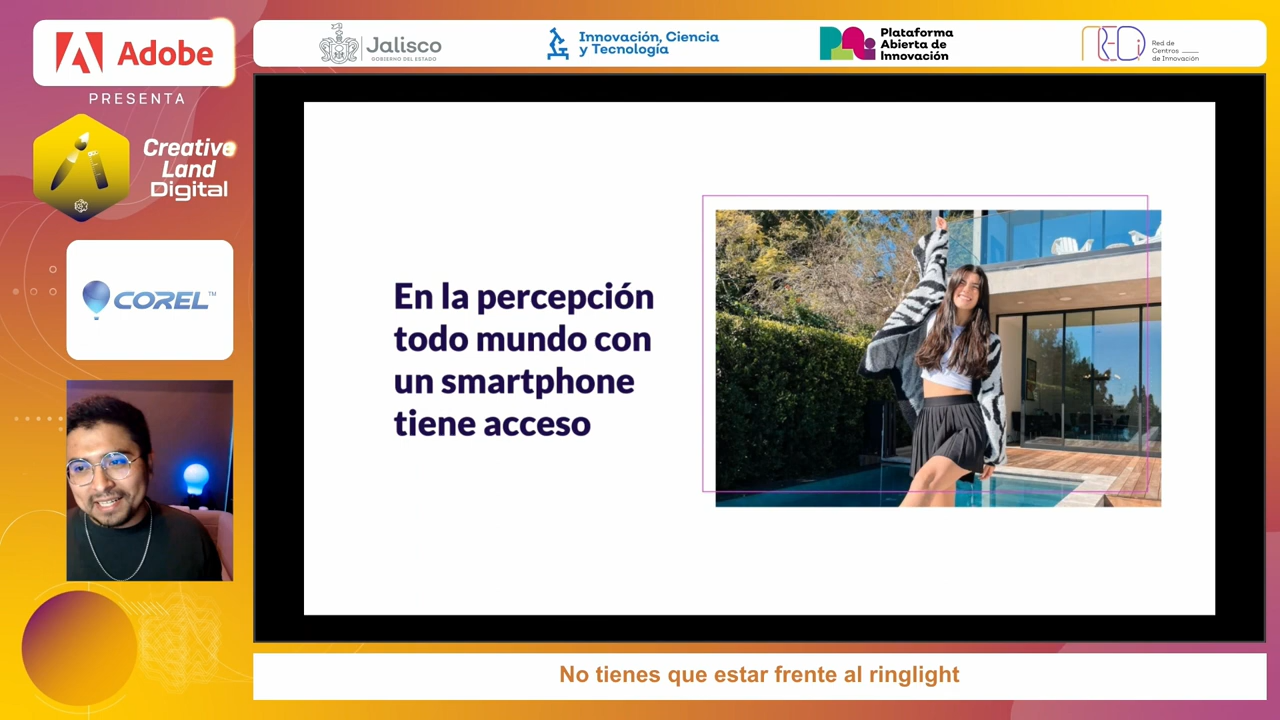 Adobe
PRESENTA
Creative
Land
Digital
COREL™
Jalisco
GOBIERNO DEL ESTADO
Innovación, Ciencia
y Tecnología
Plataforma
Abierta de
Innovación
REDi
Red de
Centros
de Innovación
En la percepción
todo mundo con
un smartphone
tiene acceso
No tienes que estar frente al ringlight